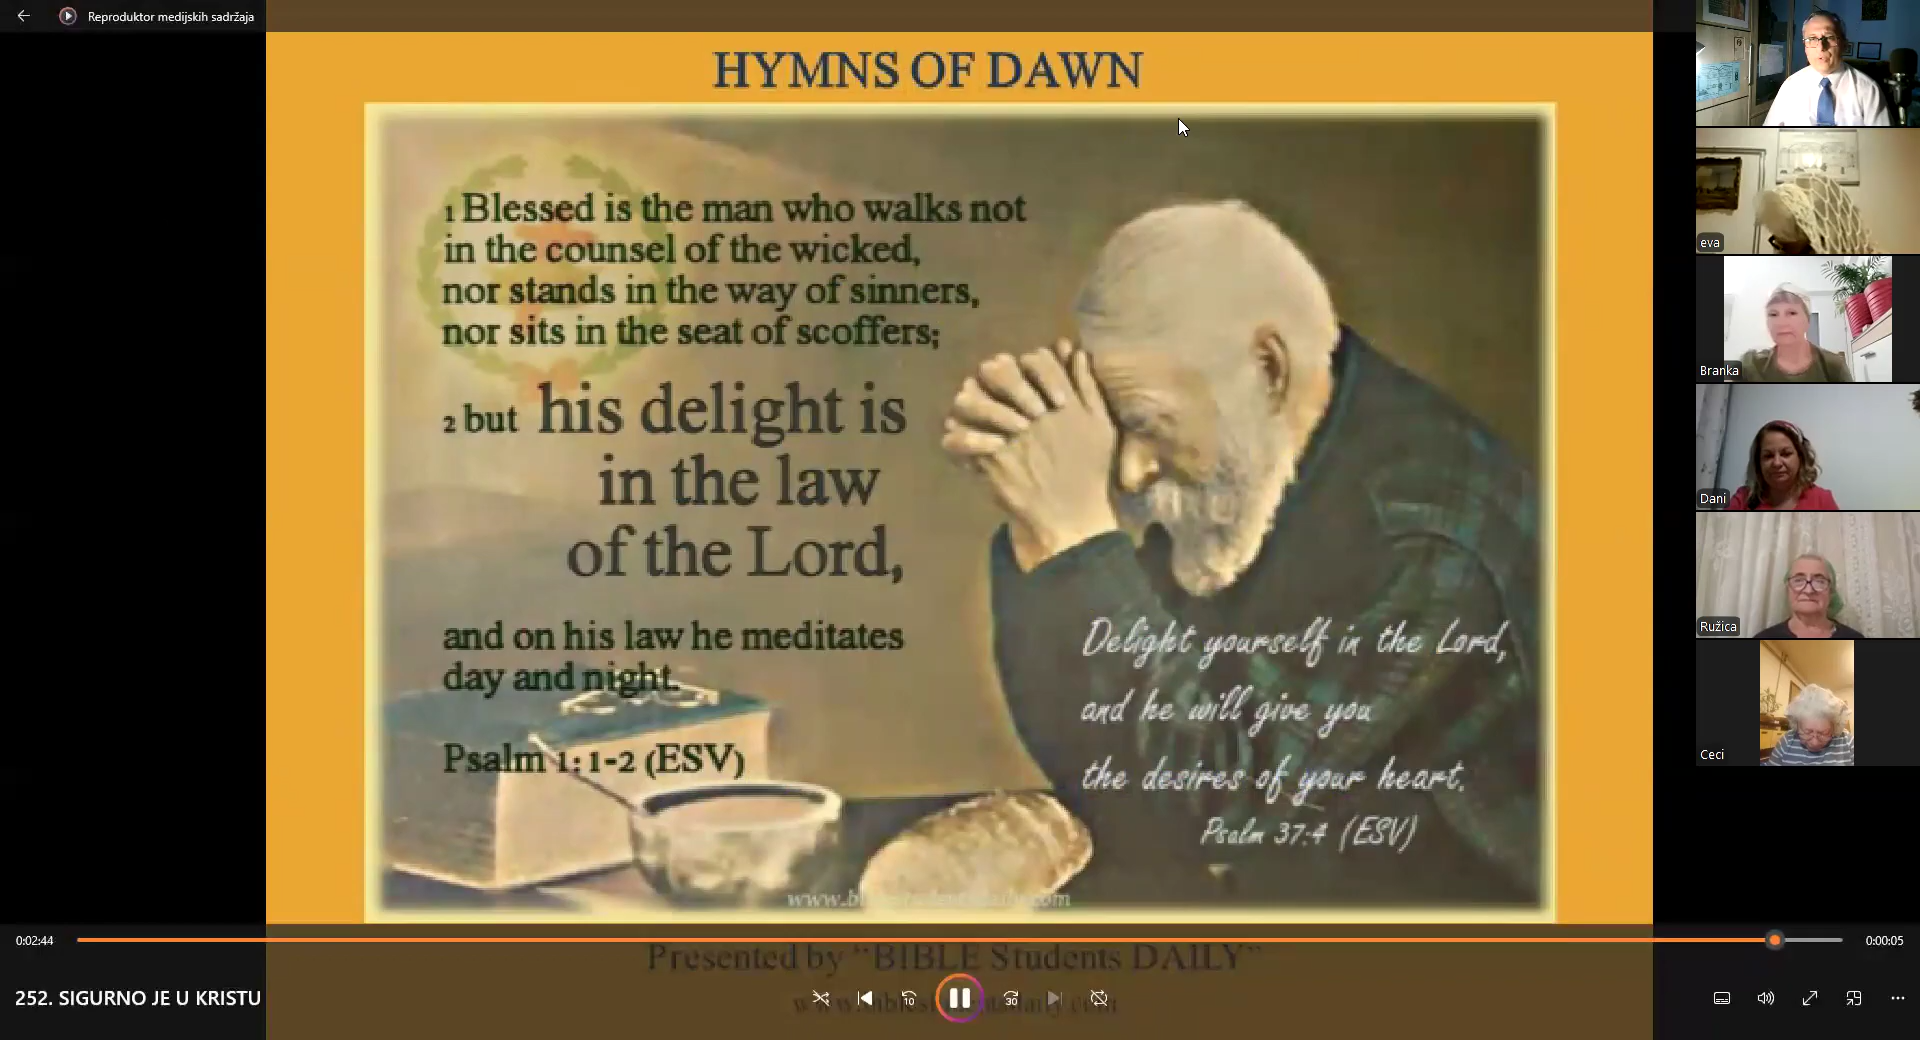 Reproduktor medijskih sadržaja
HYMNS OF DAWN
1 Blessed is the man who walks not
in the counsel of the wicked,
nor stands in the way of sinners,
nor sits in the seat of scoffers;
2 but his delight is
in the law
of the Lord,
and on his law he meditates
day and night.
Psalm 1:1-2 (ESV)
Delight yourself in the Lord,
and he will give you
the desires of your heart.
Psalm 37:4 (ESV)
Presented by "BIBLE Students DAILY"
0:02:44
0:00:05
252. SIGURNO JE U KRISTU
10
30
eva
Branka
Dani
Ružica
Ceci